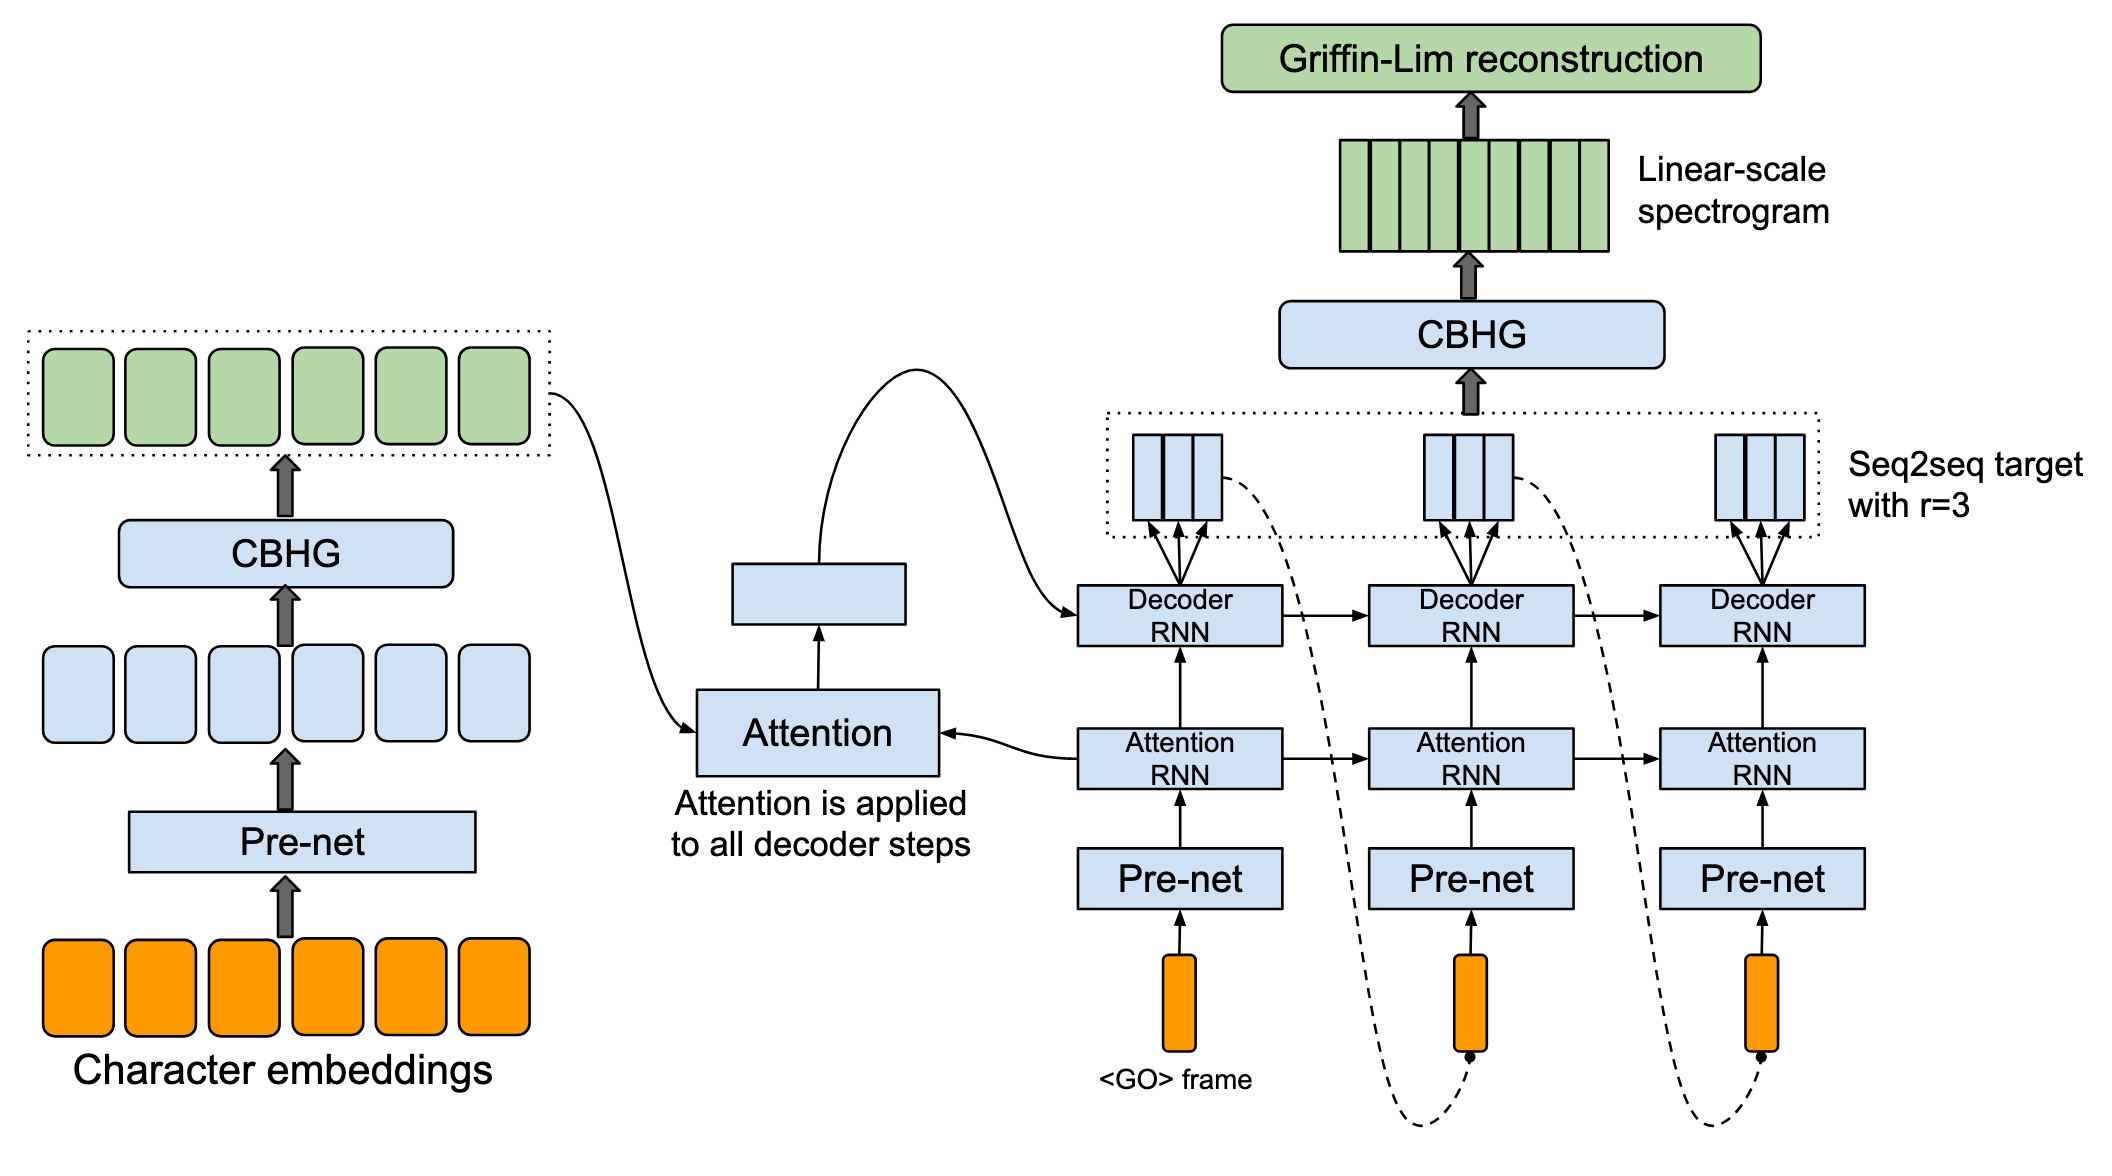 Griffin-Lim reconstruction
Linear-scale
spectrogram
CBHG
Seq2seq target
with r=3
CBHG
Pre-net
Character embeddings
Attention
Attention is applied
to all decoder steps
Decoder
RNN
Decoder
RNN
Decoder
RNN
Attention
RNN
Attention
RNN
Attention
RNN
Pre-net
Pre-net
Pre-net
<GO> frame